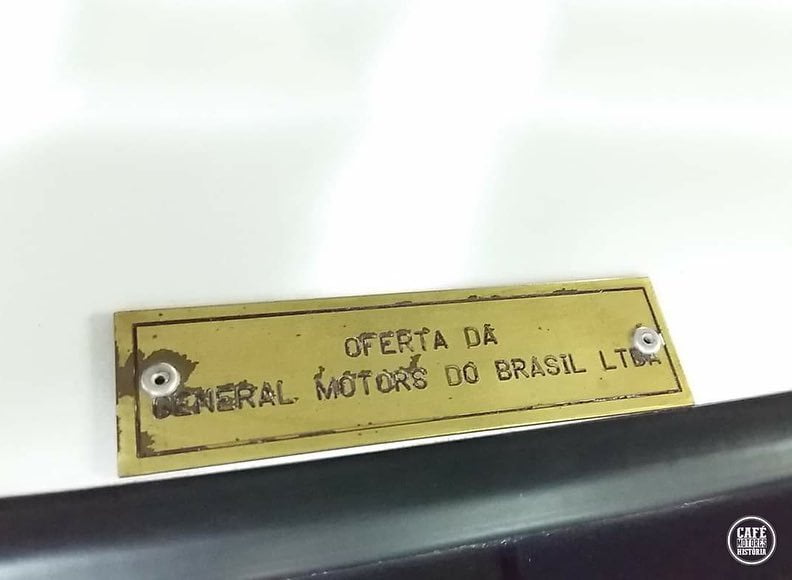 OFERTA DA
GENERAL MOTORS DO BRASIL LTDA
CAFÉ
MOTORES
HISTÓRIA